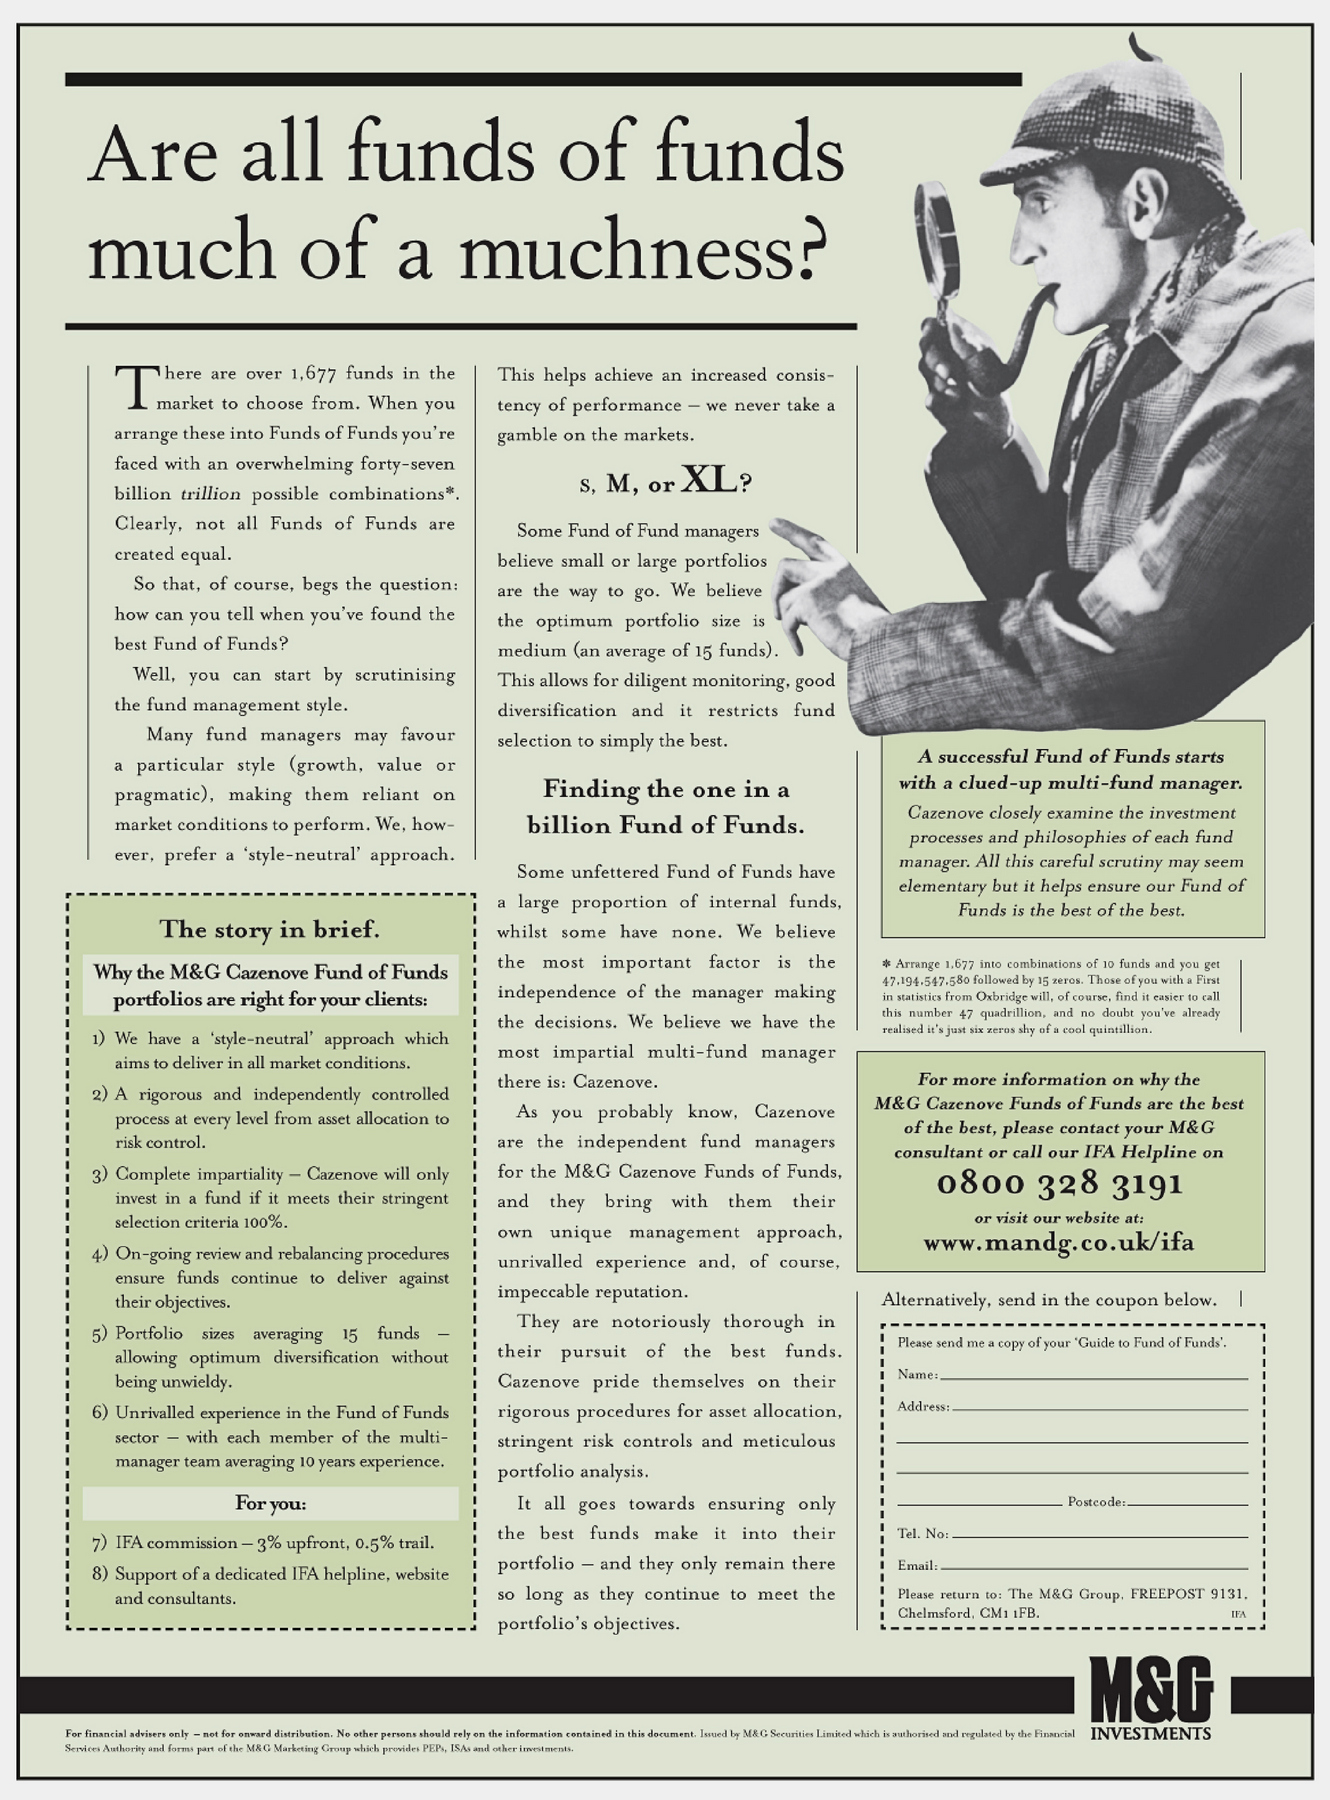 Are all funds of funds
much of a muchness?
There are over 1,677 funds in the
market to choose from. When you
arrange these into Funds of Funds you're
faced with an overwhelming forty-seven
billion trillion possible combinations*.
Clearly, not all Funds of Funds are
created equal.
So that, of course, begs the question:
how can you tell when you've found the
best Fund of Funds?
Well, you can start by scrutinising
the fund management style.
Many fund managers may favour
a particular style (growth, value or
pragmatic), making them reliant on
market conditions to perform. We, how-
ever, prefer a 'style-neutral' approach.
The story in brief.
Why the M&G Cazenove Fund of Funds
portfolios are right for your clients:
1) We have a 'style-neutral' approach which
aims to deliver in all market conditions.
2) A rigorous and independently controlled
process at every level from asset allocation to
risk control.
3) Complete impartiality – Cazenove will only
invest in a fund if it meets their stringent
selection criteria 100%.
4) On-going review and rebalancing procedures
ensure funds continue to deliver against
their objectives.
5) Portfolio sizes averaging 15 funds –
allowing optimum diversification without
being unwieldy.
6) Unrivalled experience in the Fund of Funds
sector – with each member of the multi-
manager team averaging 10 years experience.
For you:
7) IFA commission – 3% upfront, 0.5% trail.
8) Support of a dedicated IFA helpline, website
and consultants.
This helps achieve an increased consis-
tency of performance – we never take a
gamble on the markets.
S, M, or XL?
Some Fund of Fund managers
believe small or large portfolios
are the way to go. We believe
the optimum portfolio size is
medium (an average of 15 funds).
This allows for diligent monitoring, good
diversification and it restricts fund
selection to simply the best.
Finding the one in a
billion Fund of Funds.
Some unfettered Fund of Funds have
a large proportion of internal funds,
whilst some have none. We believe
the most important factor is the
independence of the manager making
the decisions. We believe we have the
most impartial multi-fund manager
there is: Cazenove.
As you probably know, Cazenove
are the independent fund managers
for the M&G Cazenove Funds of Funds,
and they bring with them their
own unique management approach,
unrivalled experience and, of course,
impeccable reputation.
They are notoriously thorough in
their pursuit of the best funds.
Cazenove pride themselves on their
rigorous procedures for asset allocation,
stringent risk controls and meticulous
portfolio analysis.
It all goes towards ensuring only
the best funds make it into their
portfolio – and they only remain there
so long as they continue to meet the
portfolio's objectives.
A successful Fund of Funds starts
with a clued-up multi-fund manager.
Cazenove closely examine the investment
processes and philosophies of each fund
manager. All this careful scrutiny may seem
elementary but it helps ensure our Fund of
Funds is the best of the best.
* Arrange 1,677 into combinations of 10 funds and you get
47,194,547,580 followed by 15 zeros. Those of you with a First
in statistics from Oxbridge will, of course, find it easier to call
this number 47 quadrillion, and no doubt you've already
realised it's just six zeros shy of a cool quintillion.
For more information on why the
M&G Cazenove Funds of Funds are the best
of the best, please contact your M&G
consultant or call our IFA Helpline on
0800 328 3191
or visit our website at:
www.mandg.co.uk/ifa
Alternatively, send in the coupon below.
Please send me a copy of your 'Guide to Fund of Funds'.
Name:
Address:
Postcode:
Tel. No:
Email:
Please return to: The M&G Group, FREEPOST 9131,
Chelmsford, CM1 1FB.
IFA
M&G
INVESTMENTS
For financial advisers only – not for onward distribution. No other persons should rely on the information contained in this document. Issued by M&G Securities Limited which is authorised and regulated by the Financial
Services Authority and forms part of the M&G Marketing Group which provides PEPs, ISAs and other investments.